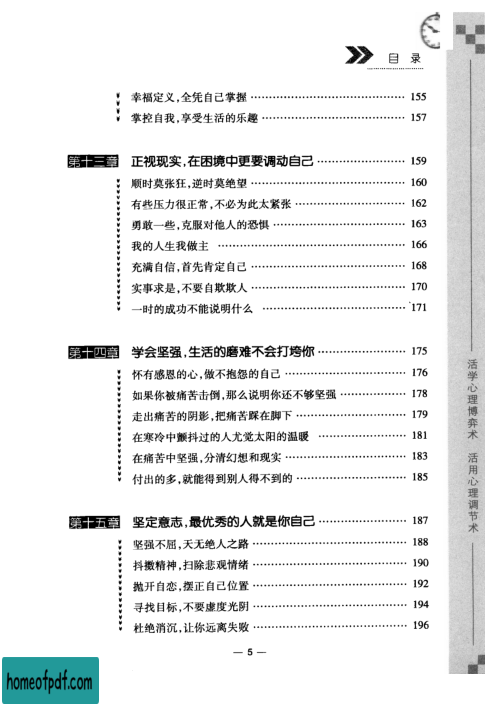 目 录
幸福定义,全凭自己掌握 …………………………………… 155
掌控自我,享受生活的乐趣 ………………………………… 157
第十三章 正视现实,在困境中更要调动自己 …………………… 159
顺时莫张狂,逆时莫绝望 …………………………………… 160
有些压力很正常,不必为此太紧张 ………………………… 162
勇敢一些,克服对他人的恐惧 ……………………………… 163
我的人生我做主 …………………………………………… 166
充满自信,首先肯定自己 …………………………………… 168
实事求是,不要自欺欺人 …………………………………… 170
一时的成功不能说明什么 ………………………………… 171
第十四章 学会坚强,生活的磨难不会打垮你 …………………… 175
怀有感恩的心,做不抱怨的自己 …………………………… 176
如果你被痛苦击倒,那么说明你还不够坚强 ……………… 178
走出痛苦的阴影,把痛苦踩在脚下 ………………………… 179
在寒冷中颤抖过的人尤觉太阳的温暖 …………………… 181
在痛苦中坚强,分清幻想和现实 …………………………… 183
付出的多,就能得到别人得不到的 ………………………… 185
第十五章 坚定意志,最优秀的人就是你自己 …………………… 187
坚强不屈,天无绝人之路 …………………………………… 188
抖擞精神,扫除悲观情绪 …………………………………… 190
抛开自恋,摆正自己位置 …………………………………… 192
寻找目标,不要虚度光阴 …………………………………… 194
杜绝消沉,让你远离失败 …………………………………… 196
— 5 —
活学心理博弈术 活用心理调节术
homeofpdf.com